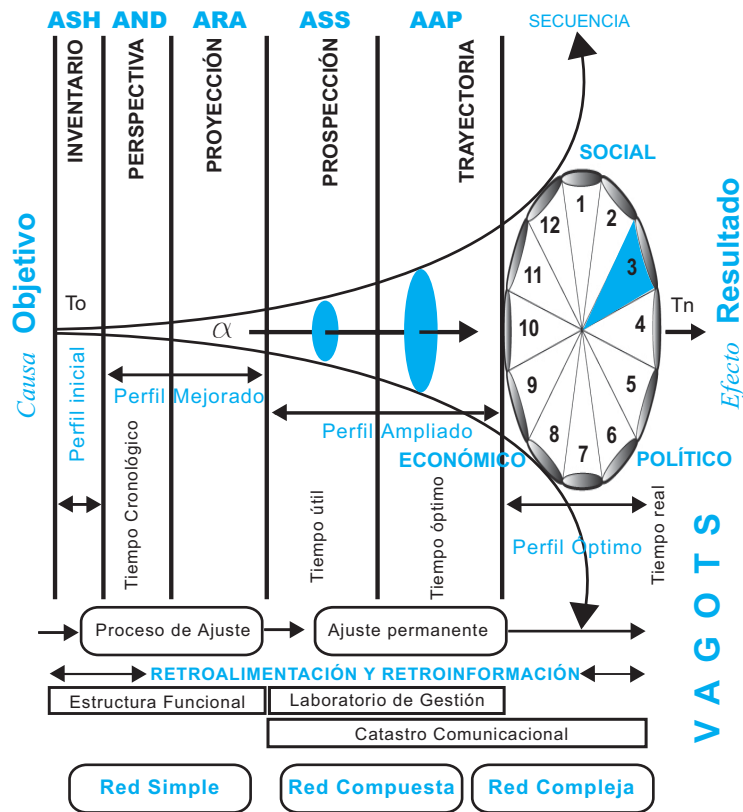 ASH AND ARA ASS AAP SECUENCIA
INVENTARIO
PERSPECTIVA
PROYECCIÓN
PROSPECCIÓN
TRAYECTORIA
SOCIAL
1
2
3
4
5
6
7
8
9
10
11
12
Causa Objetivo
To
α
Tn
Efecto Resultado
Perfil inicial
Perfil Mejorado
Perfil Ampliado
ECONÓMICO
POLÍTICO
Perfil Óptimo
Tiempo Cronológico
Tiempo útil
Tiempo óptimo
Tiempo real
VAGOTS
Proceso de Ajuste
Ajuste permanente
RETROALIMENTACIÓN Y RETROINFORMACIÓN
Estructura Funcional
Laboratorio de Gestión
Catastro Comunicacional
Red Simple
Red Compuesta
Red Compleja